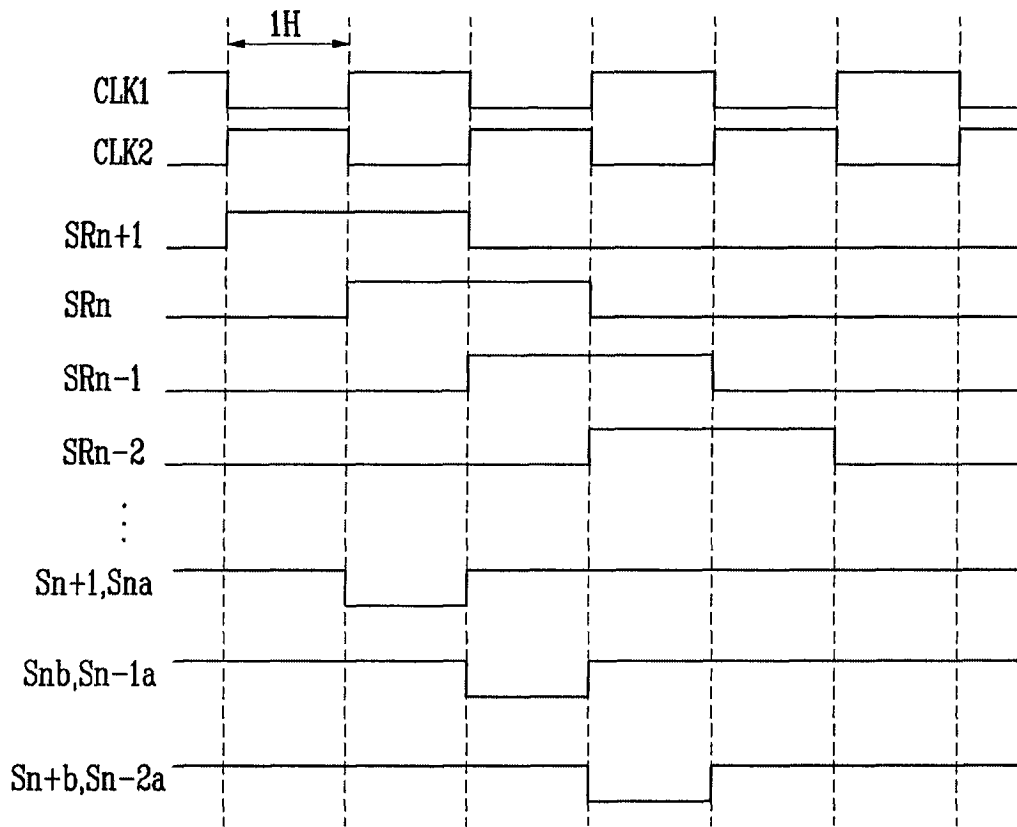 1H
CLK1
CLK2
SRn+1
SRn
SRn-1
SRn-2
Sn+1,Sna
Snb,Sn-1a
Sn+b,Sn-2a